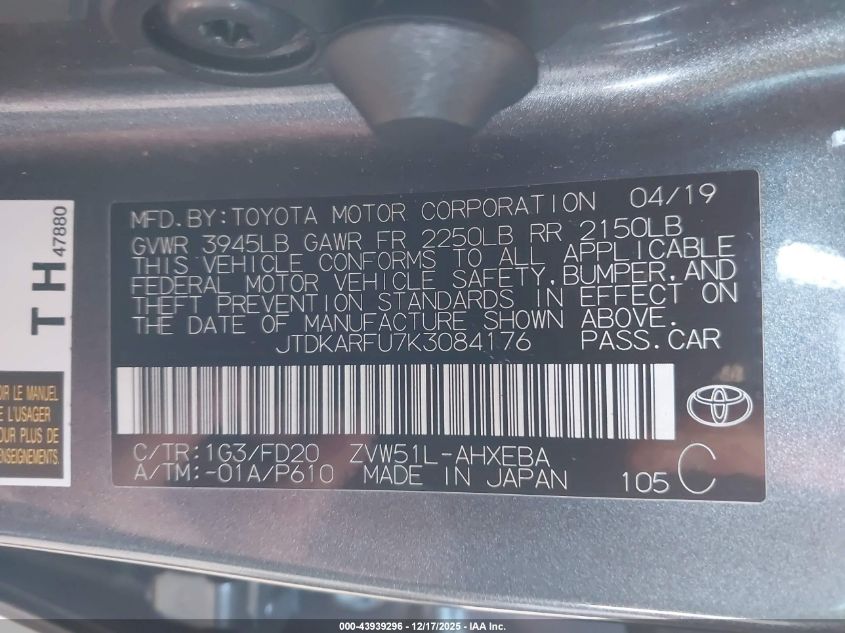 MFD.BY:TOYOTA MOTOR CORPORATION 04/19
GVWR 3945LB GAWR FR 2250LB RR 2150LB
THIS VEHICLE CONFORMS TO ALL APPLICABLE
FEDERAL MOTOR VEHICLE SAFETY,BUMPER,AND
THEFT PREVENTION STANDARDS IN EFFECT ON
THE DATE OF MANUFACTURE SHOWN ABOVE.
JTDKARFU7K3084176 PASS.CAR
C/TR:1G3/FD20 ZVW51L-AHXEBA
A/TM:-01A/P610 MADE IN JAPAN 105 C
TH
47880
OIR LE MANUEL
E L'USAGER
OUR PLUS DE
ENSEIGNEMENTS.
000-43939296 - 12/17/2025 - IAA Inc.